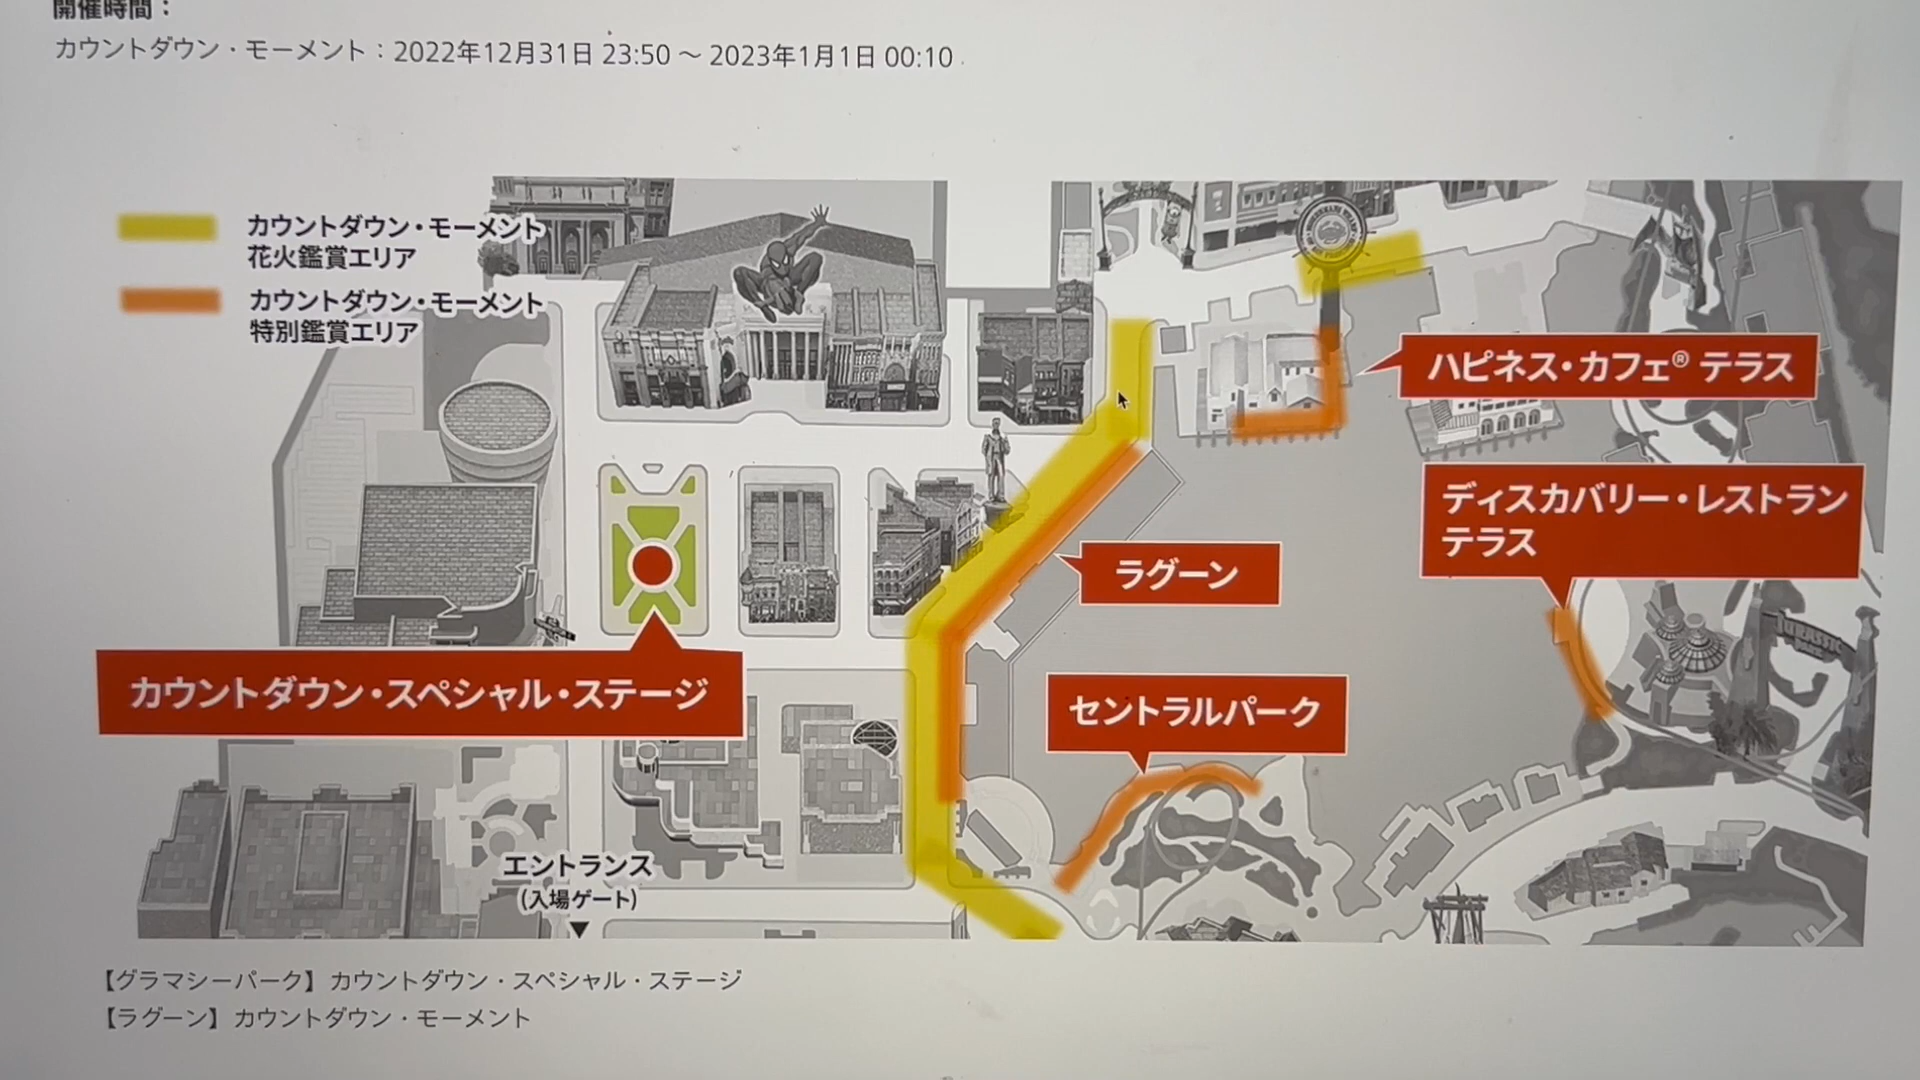 開催時間：
カウントダウン・モーメント：2022年12月31日 23:50 〜 2023年1月1日 00:10
カウントダウン・モーメント
花火鑑賞エリア
カウントダウン・モーメント
特別鑑賞エリア
ハピネス・カフェ® テラス
ディスカバリー・レストラン
テラス
ラグーン
カウントダウン・スペシャル・ステージ
セントラルパーク
エントランス
(入場ゲート)
【グラマシーパーク】カウントダウン・スペシャル・ステージ
【ラグーン】カウントダウン・モーメント